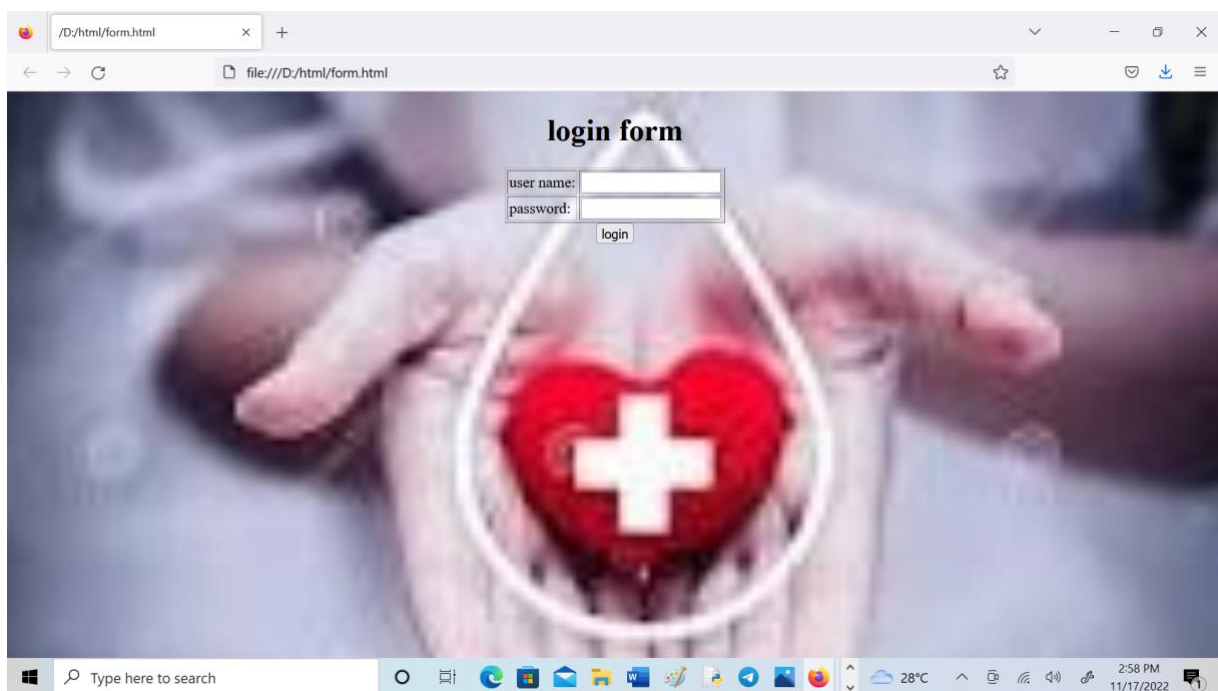 /D:/html/form.html
file:///D:/html/form.html
login form
user name:
password:
login
Type here to search
28°C
2:58 PM
11/17/2022
1